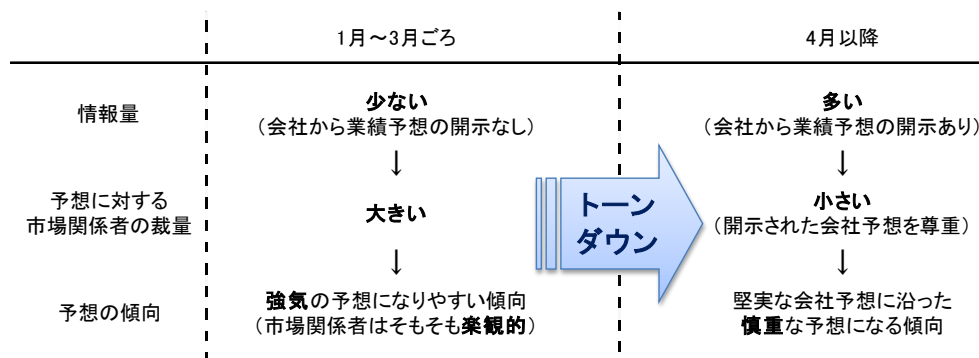 1月～3月ごろ
4月以降
情報量
少ない
（会社から業績予想の開示なし）
多い
（会社から業績予想の開示あり）
↓
↓
予想に対する
市場関係者の裁量
大きい
トーン
ダウン
小さい
（開示された会社予想を尊重）
↓
↓
予想の傾向
強気の予想になりやすい傾向
（市場関係者はそもそも楽観的）
堅実な会社予想に沿った
慎重な予想になる傾向